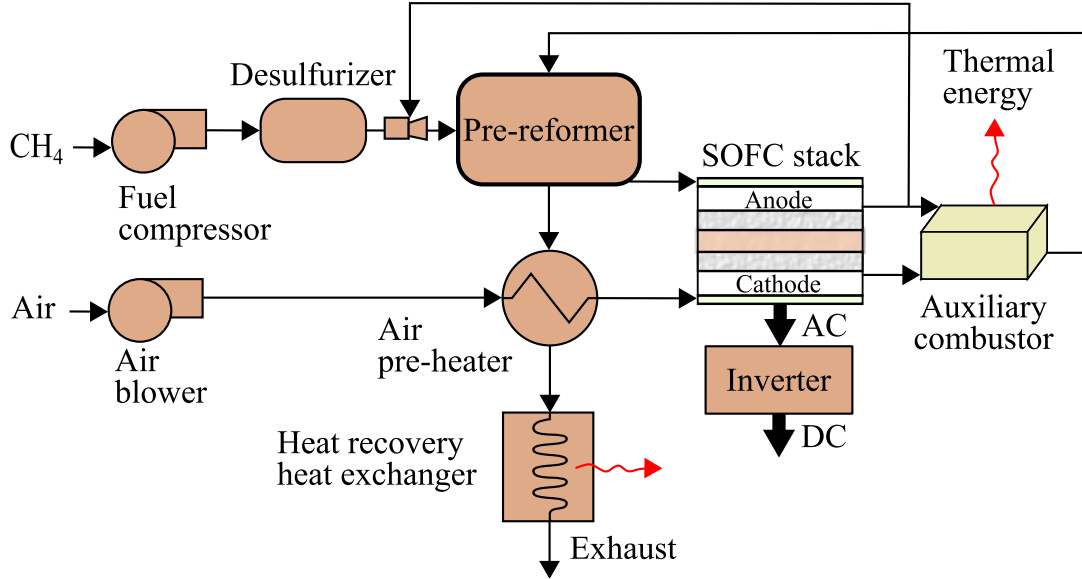 Desulfurizer
Thermal
energy
CH₄
Pre-reformer
SOFC stack
Fuel
compressor
Anode
Air
Cathode
Air
blower
Air
pre-heater
AC
Auxiliary
combustor
Inverter
DC
Heat recovery
heat exchanger
Exhaust